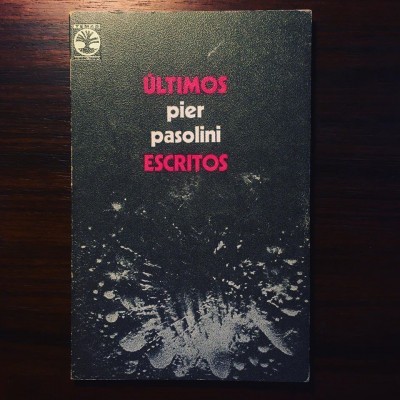 ÚLTIMOS
pier
pasolini
ESCRITOS